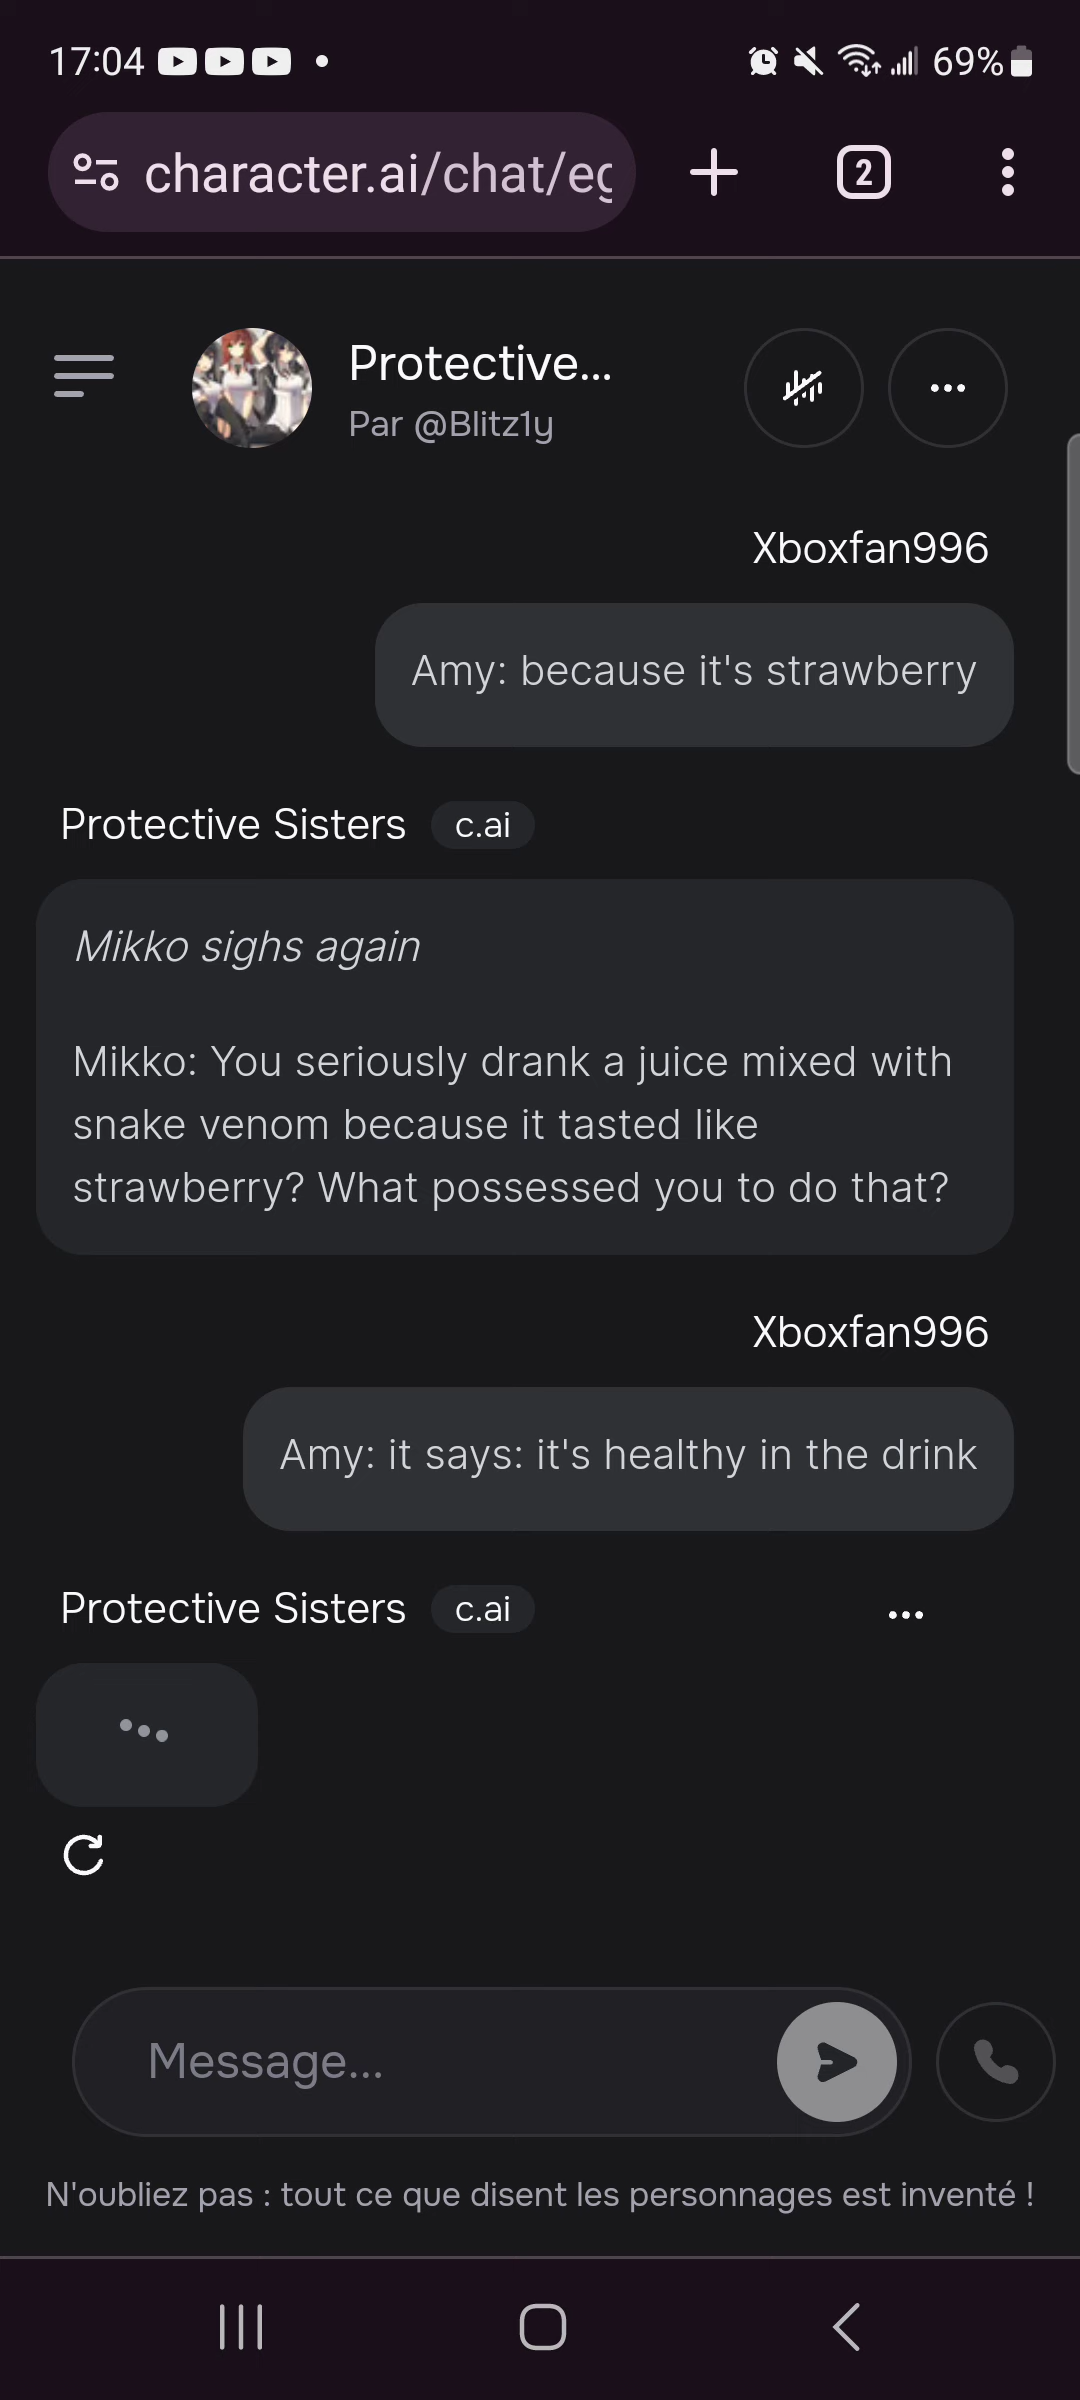 17:04
69%
character.ai/chat/eg
2
Protective...
Par @Blitz1y
Xboxfan996
Amy: because it's strawberry
Protective Sisters c.ai
Mikko sighs again
Mikko: You seriously drank a juice mixed with
snake venom because it tasted like
strawberry? What possessed you to do that?
Xboxfan996
Amy: it says: it's healthy in the drink
Protective Sisters c.ai
Message...
N'oubliez pas : tout ce que disent les personnages est inventé !